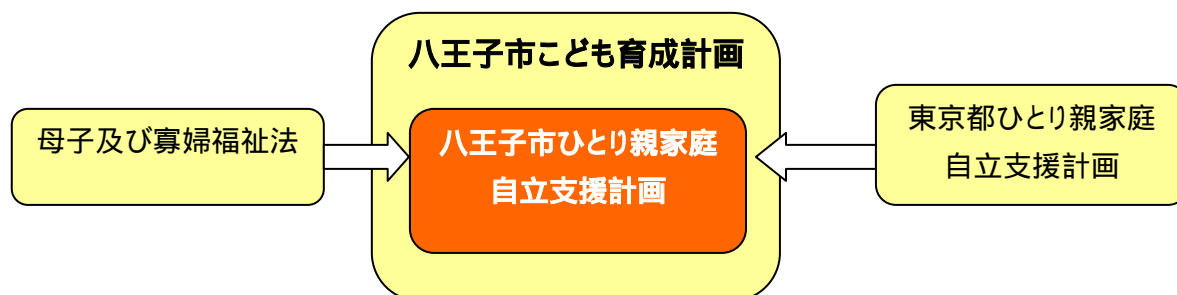 八王子市こども育成計画
母子及び寡婦福祉法
八王子市ひとり親家庭
自立支援計画
東京都ひとり親家庭
自立支援計画